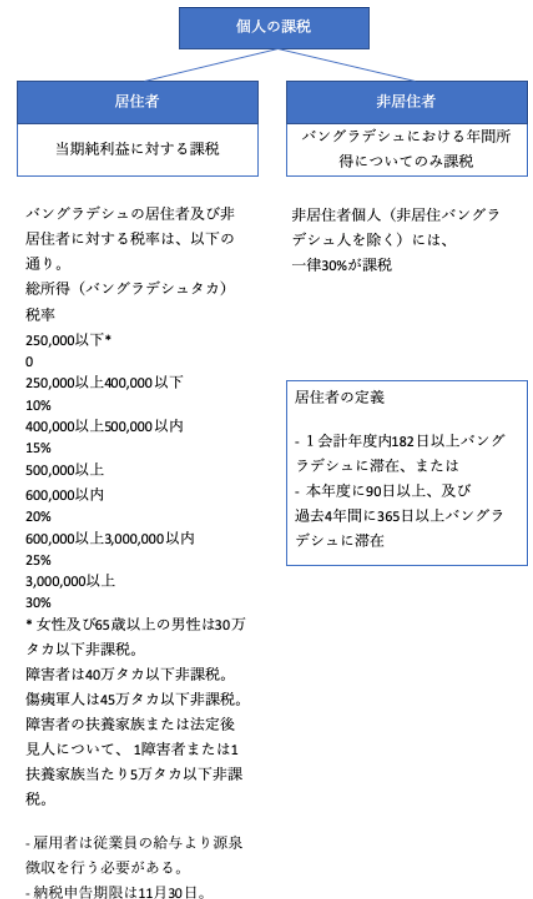 個人の課税
居住者
当期純利益に対する課税
バングラデシュの居住者及び非
居住者に対する税率は、以下の
通り。
総所得（バングラデシュタカ）
税率
250,000以下*
0
250,000以上400,000以下
10%
400,000以上500,000以内
15%
500,000以上
600,000以内
20%
600,000以上3,000,000以内
25%
3,000,000以上
30%
* 女性及び65歳以上の男性は30万
タカ以下非課税。
障害者は40万タカ以下非課税。
傷痍軍人は45万タカ以下非課税。
障害者の扶養家族または法定後
見人について、 1障害者または1
扶養家族当たり5万タカ以下非課
税。
- 雇用者は従業員の給与より源泉
徴収を行う必要がある。
- 納税申告期限は11月30日。
非居住者
バングラデシュにおける年間所
得についてのみ課税
非居住者個人（非居住バングラ
デシュ人を除く）には、
一律30%が課税
居住者の定義
- １会計年度内182日以上バング
ラデシュに滞在、または
- 本年度に90日以上、及び
過去4年間に365日以上バングラ
デシュに滞在